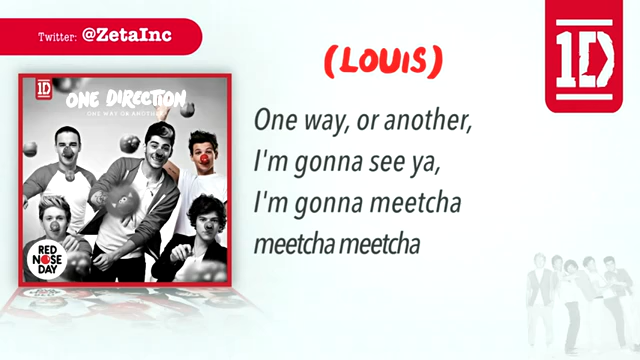 Twitter: @ZetaInc
(LOUIS)
1D
1D
ONE DIRECTION
ONE WAY OR ANOTHER
One way, or another,
I'm gonna see ya,
I'm gonna meetcha
meetcha meetcha
RED
NOSE
DAY